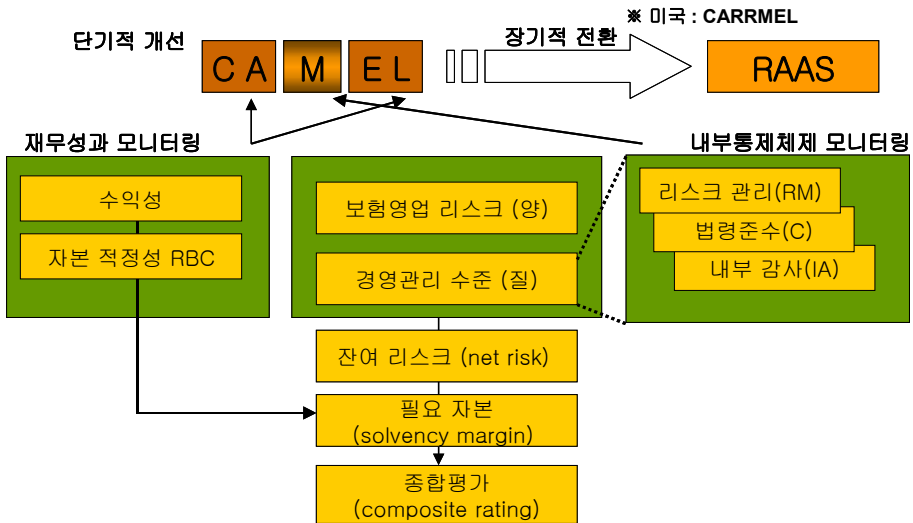 ※ 미국 : CARRMEL
단기적 개선
장기적 전환
C A M E L
RAAS
재무성과 모니터링
내부통제체제 모니터링
수익성
자본 적정성 RBC
보험영업 리스크 (양)
경영관리 수준 (질)
리스크 관리(RM)
법령준수(C)
내부 감사(IA)
잔여 리스크 (net risk)
필요 자본
(solvency margin)
종합평가
(composite rating)